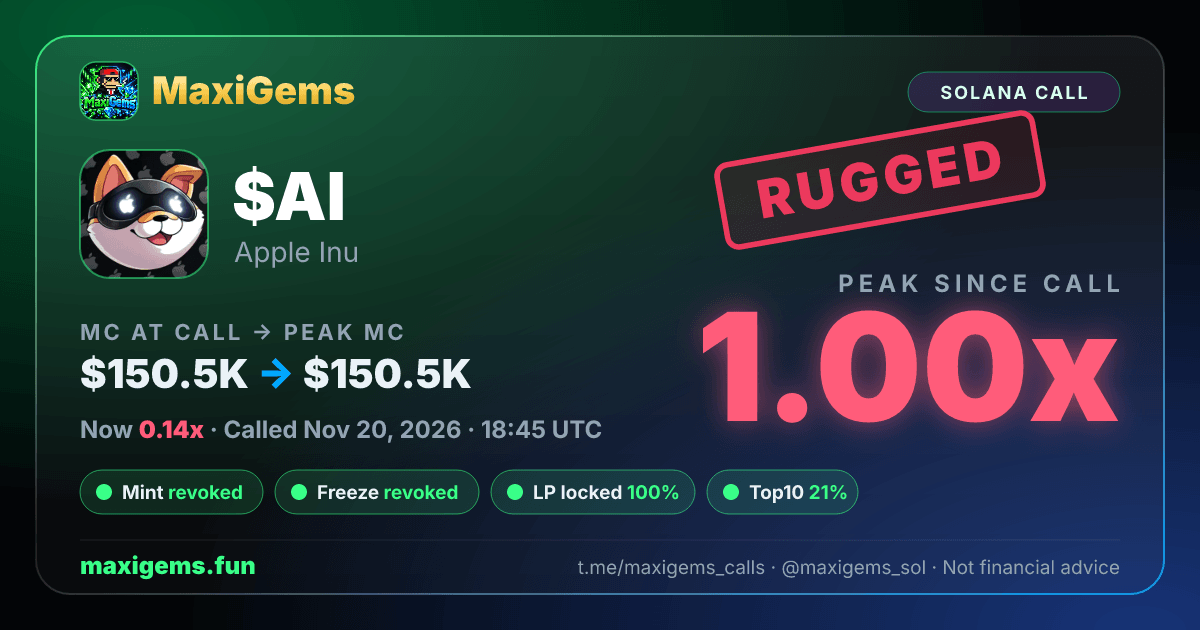 MaxiGems
MaxiGems
SOLANA CALL
RUGGED
$AI
Apple Inu
PEAK SINCE CALL
1.00x
MC AT CALL → PEAK MC
$150.5K → $150.5K
Now 0.14x · Called Nov 20, 2026 · 18:45 UTC
Mint revoked
Freeze revoked
LP locked 100%
Top10 21%
maxigems.fun
t.me/maxigems_calls · @maxigems_sol · Not financial advice